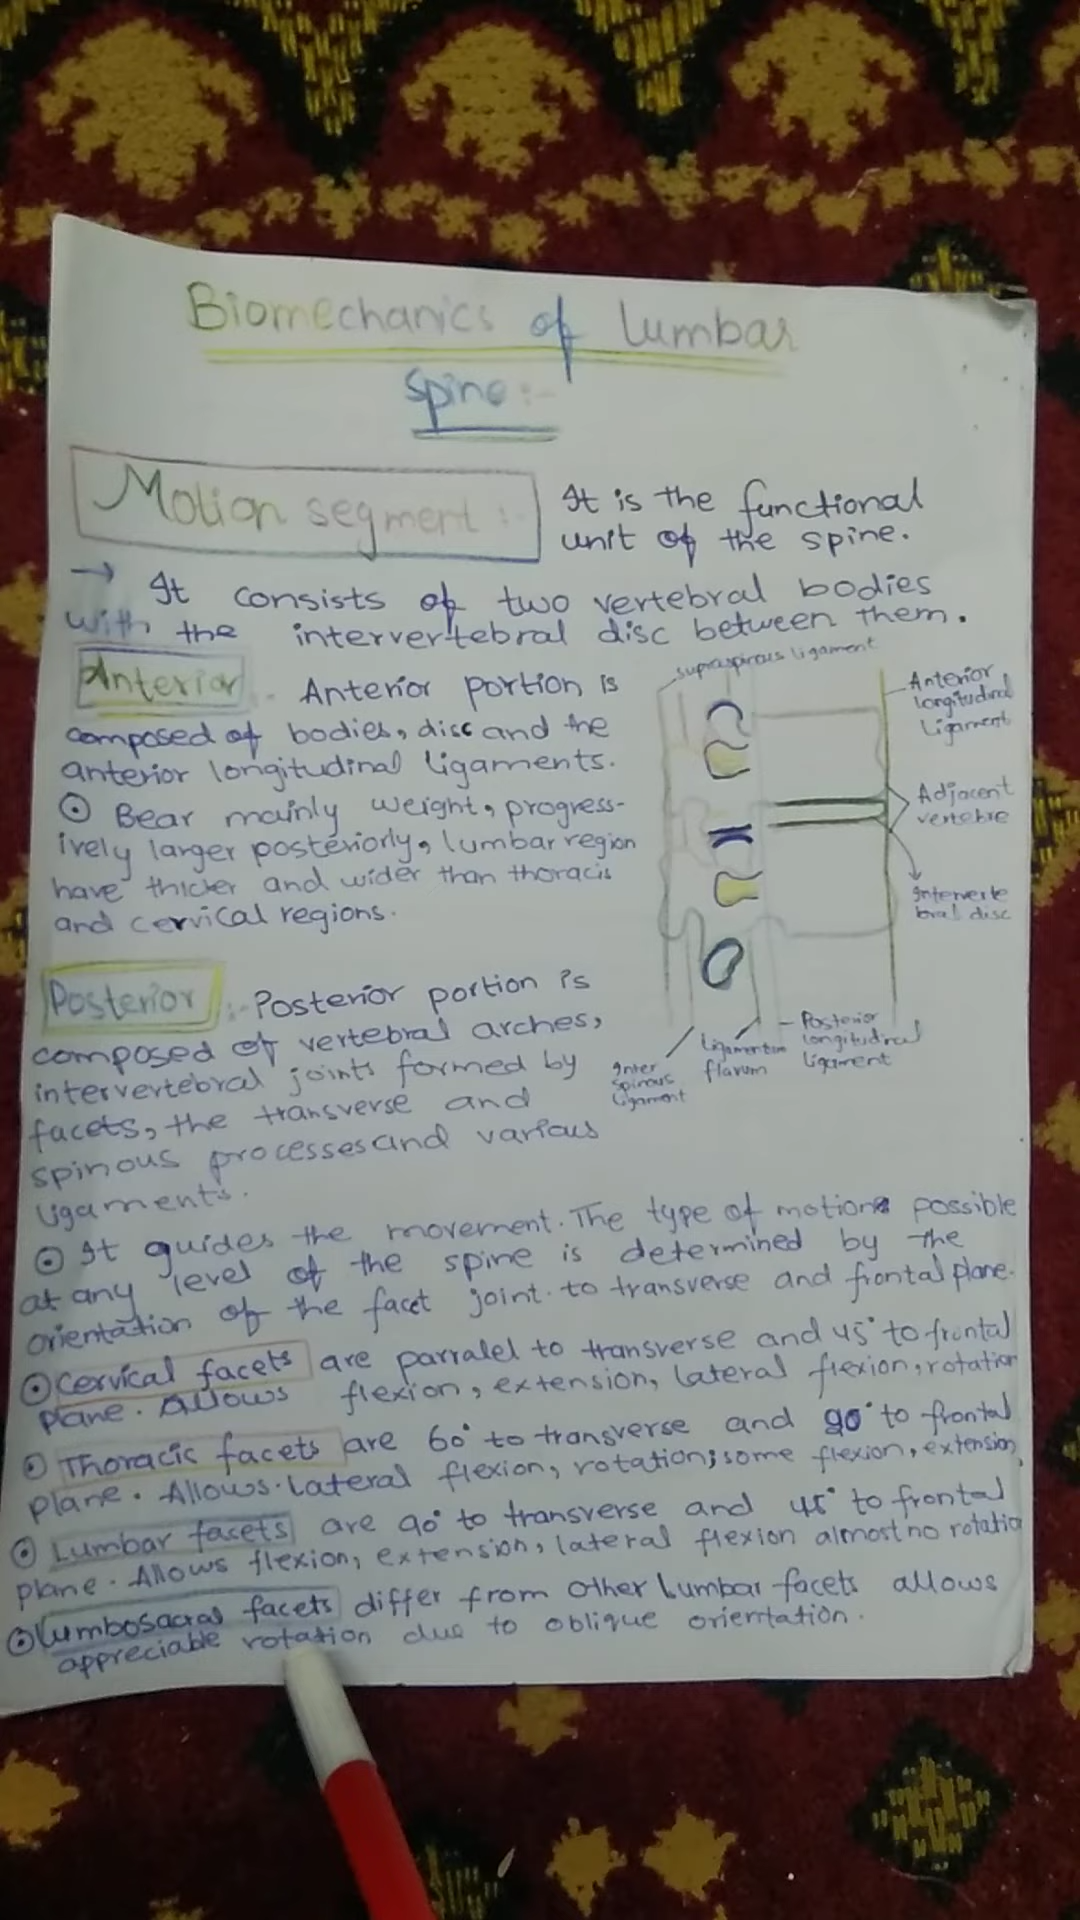 Biomechanics of lumbar
spine:-
Motion segment :-
It is the functional
unit of the spine.
→ It consists of two vertebral bodies
with the intervertebral disc between them.
Anterior :- Anterior portion is
composed of bodies, disc and the
anterior longitudinal ligaments.
⊙ Bear mainly weight, progress-
ively larger posteriorly, lumbar region
have thicker and wider than thoracis
and cervical regions.
supraspinous ligament
Anterior
longitudinal
Ligament
Adjacent
vertebre
Interverte
bral disc
Posterior
longitudinal
ligament
Ligamentum
flavum
Inter
spinous
ligament
Posterior :- Posterior portion is
composed of vertebral arches,
intervertebral joints formed by
facets, the transverse and
spinous processes and various
ligaments.
⊙ It guides the movement. The type of motion possible
at any level of the spine is determined by the
orientation of the facet joint to transverse and frontal plane.
⊙ Cervical facets are parralel to transverse and 45° to frontal
plane. Allows flexion, extension, lateral flexion, rotation
⊙ Thoracic facets are 60° to transverse and 90° to frontal
plane. Allows lateral flexion, rotation; some flexion, extension,
⊙ Lumbar facets are 90° to transverse and 45° to frontal
plane. Allows flexion, extension, lateral flexion almost no rotatio
⊙ Lumbosacral facets differ from other lumbar facets allows
appreciable rotation due to oblique orientation.